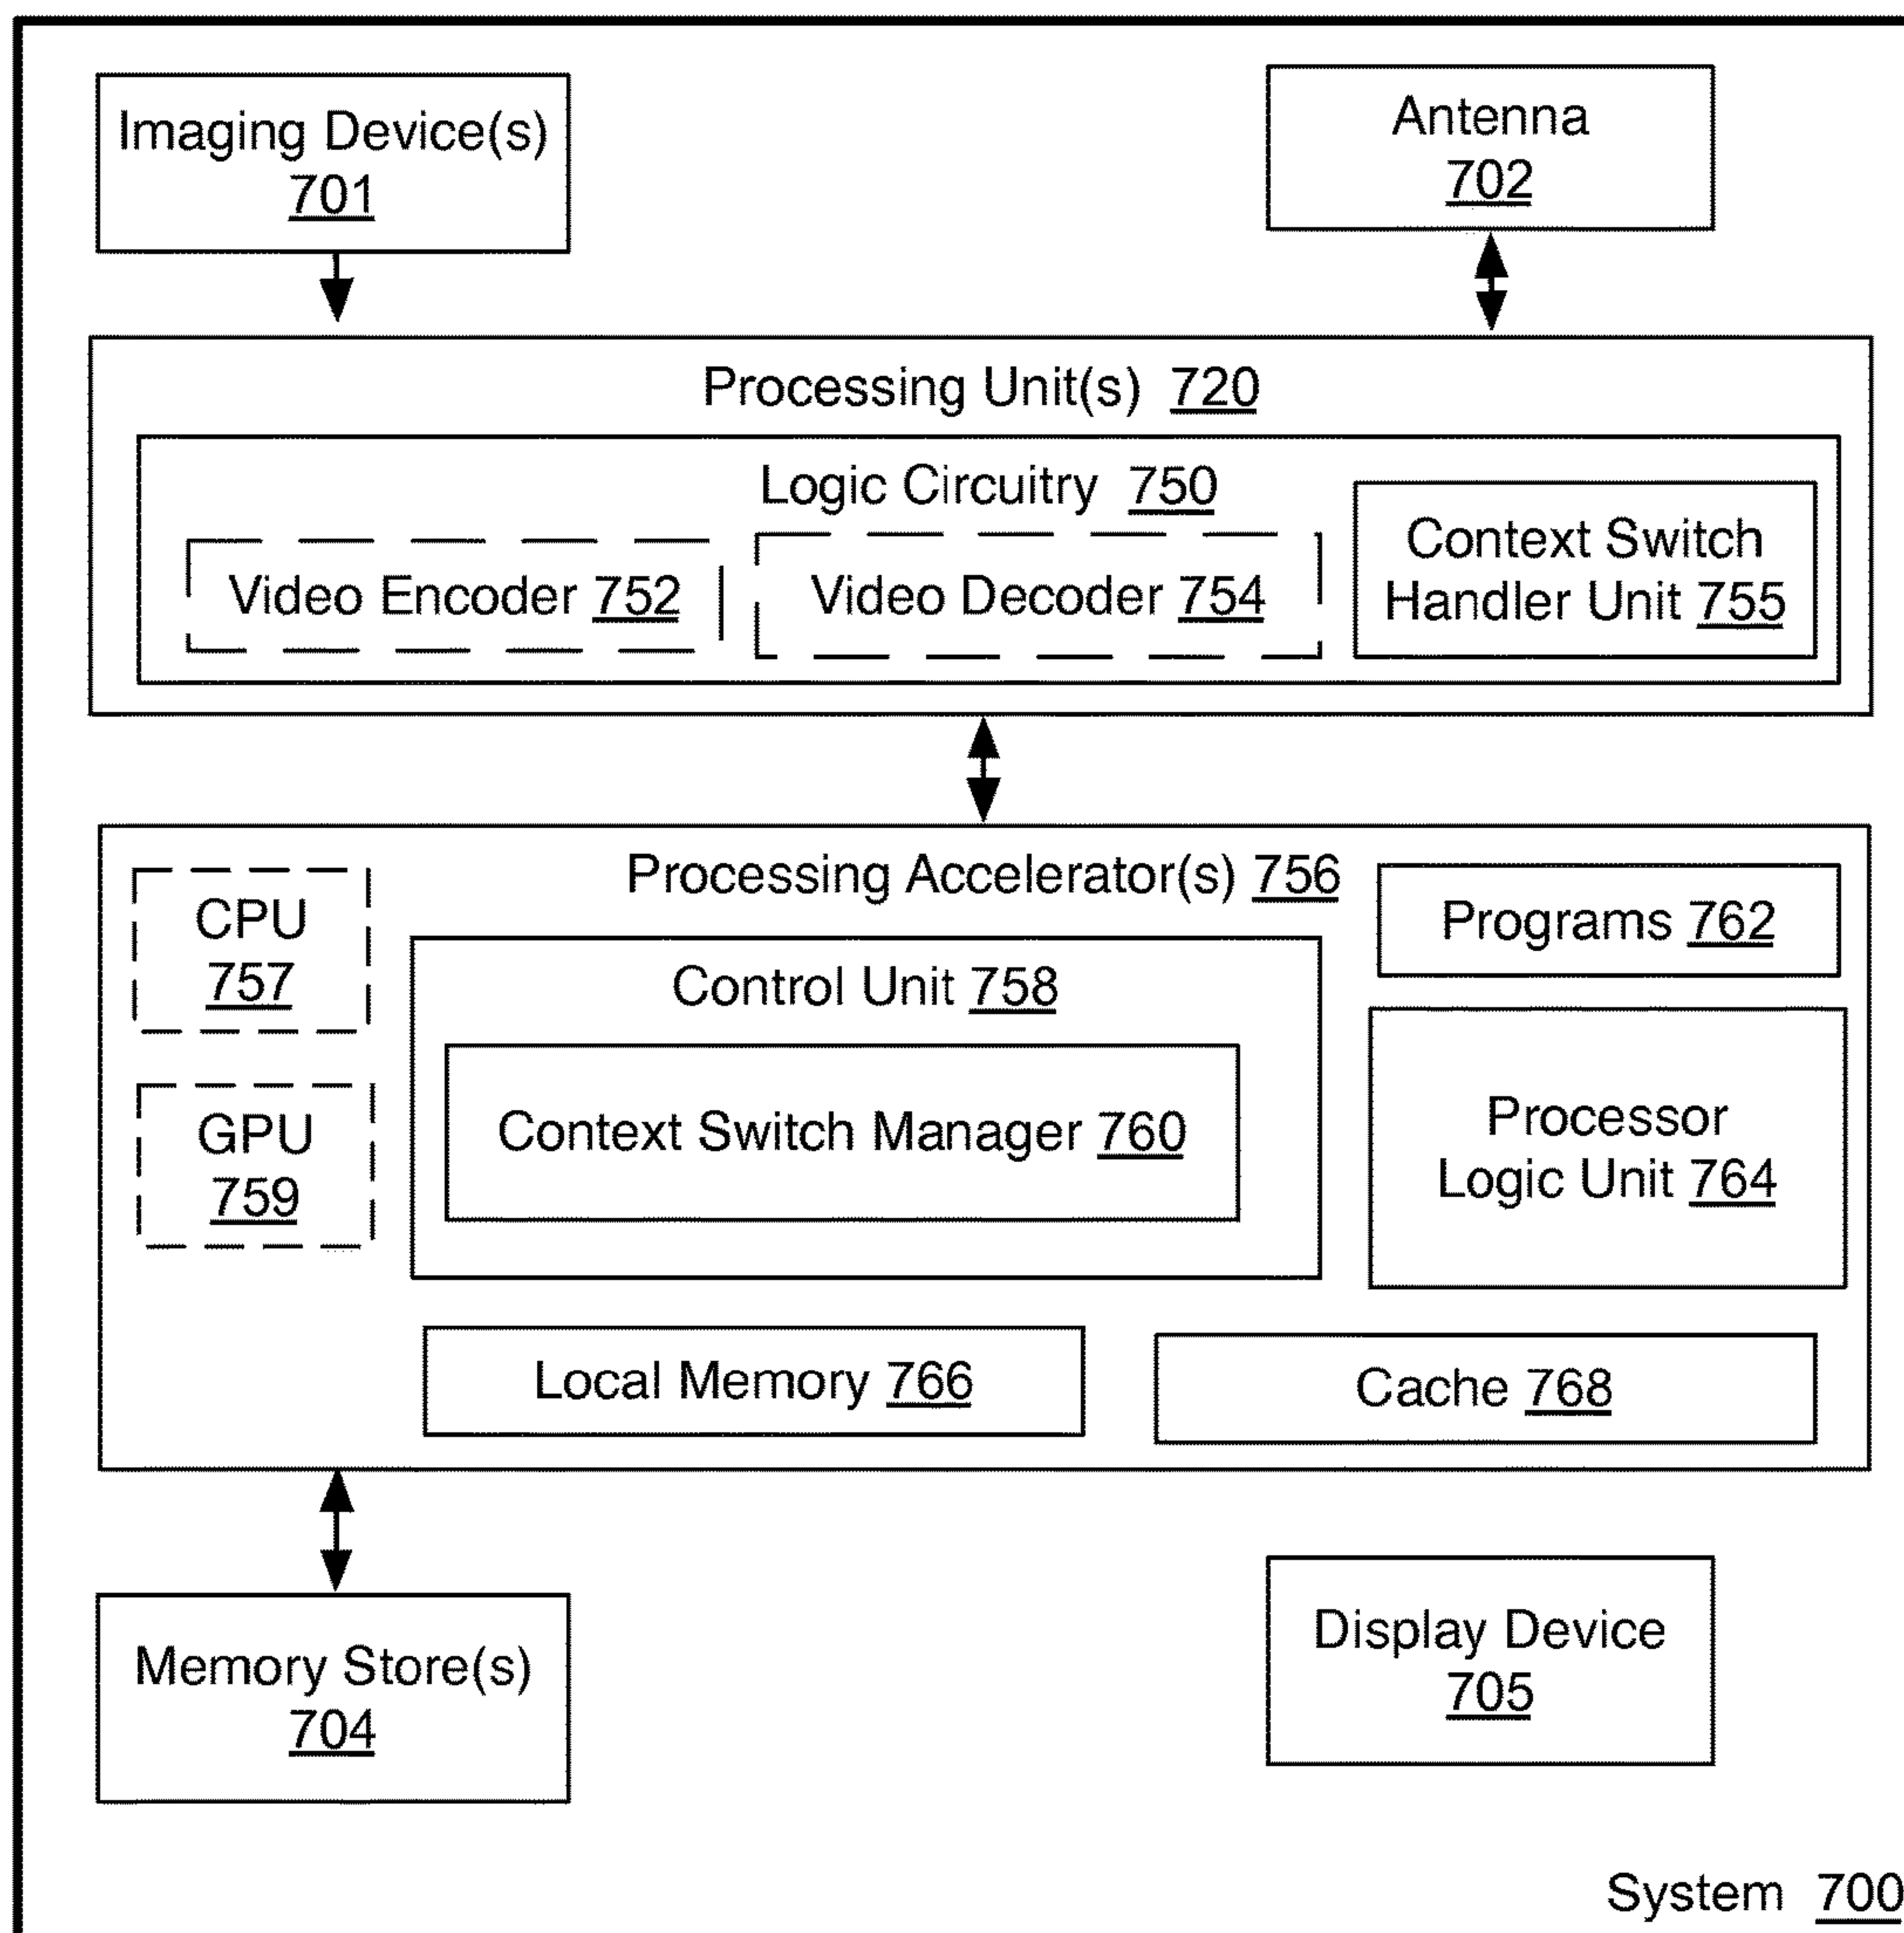 Imaging Device(s)
701
Antenna
702
Processing Unit(s) 720
Logic Circuitry 750
Video Encoder 752
Video Decoder 754
Context Switch
Handler Unit 755
Processing Accelerator(s) 756
CPU
757
GPU
759
Control Unit 758
Context Switch Manager 760
Programs 762
Processor
Logic Unit 764
Local Memory 766
Cache 768
Memory Store(s)
704
Display Device
705
System 700